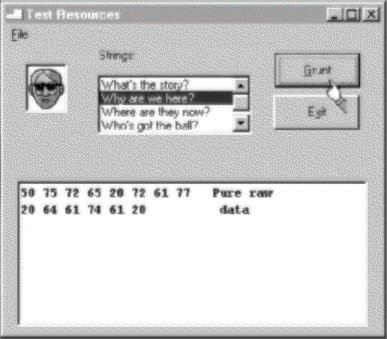 Test Resources
File
Strings:
What's the story?
Why are we here?
Where are they now?
Who's got the ball?
Grunt
Exit
50 75 72 65 20 72 61 77 Pure raw
20 64 61 74 61 20 data